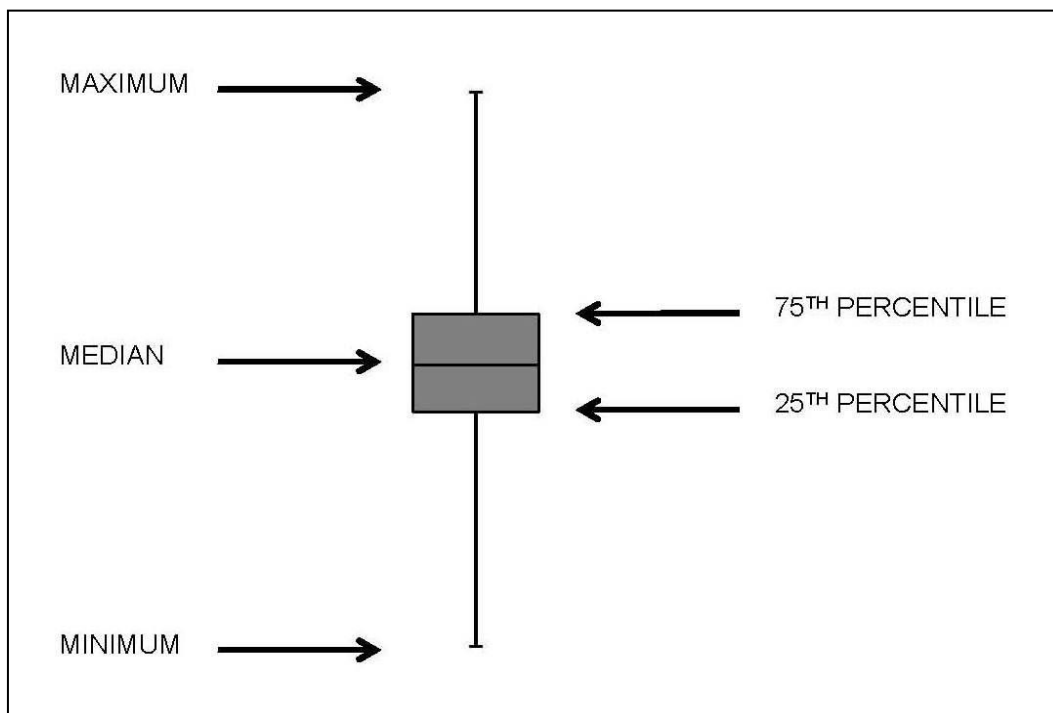 MAXIMUM
75TH PERCENTILE
MEDIAN
25TH PERCENTILE
MINIMUM